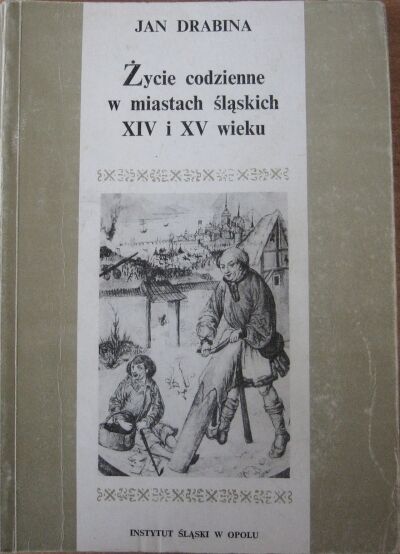 JAN DRABINA
Życie codzienne
w miastach śląskich
XIV i XV wieku
INSTYTUT ŚLĄSKI W OPOLU